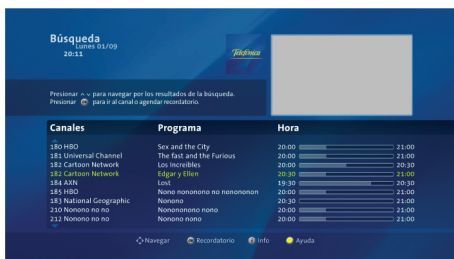 Búsqueda
Lunes 01/09
20:11
Telefónica
Presionar ^ v para navegar por los resultados de la búsqueda.
Presionar OK para ir al canal o agendar recordatorio.
Canales Programa Hora
180 HBO Sex and the City 20:00 21:00
181 Universal Channel The fast and the Furious 20:00 21:00
182 Cartoon Network Los increíbles 20:00 20:30
182 Cartoon Network Edgar y Ellen 20:30 21:00
184 AXN Lost 19:30 20:30
185 HBO Nono nononono no nonononon 20:00 21:00
183 National Geographic Nonono 20:30 21:00
210 Nonono no no Nonononono nono 20:00 21:00
212 Nonono no no Nonono nono 20:00 21:00
Navegar OK Recordatorio i Info Ayuda